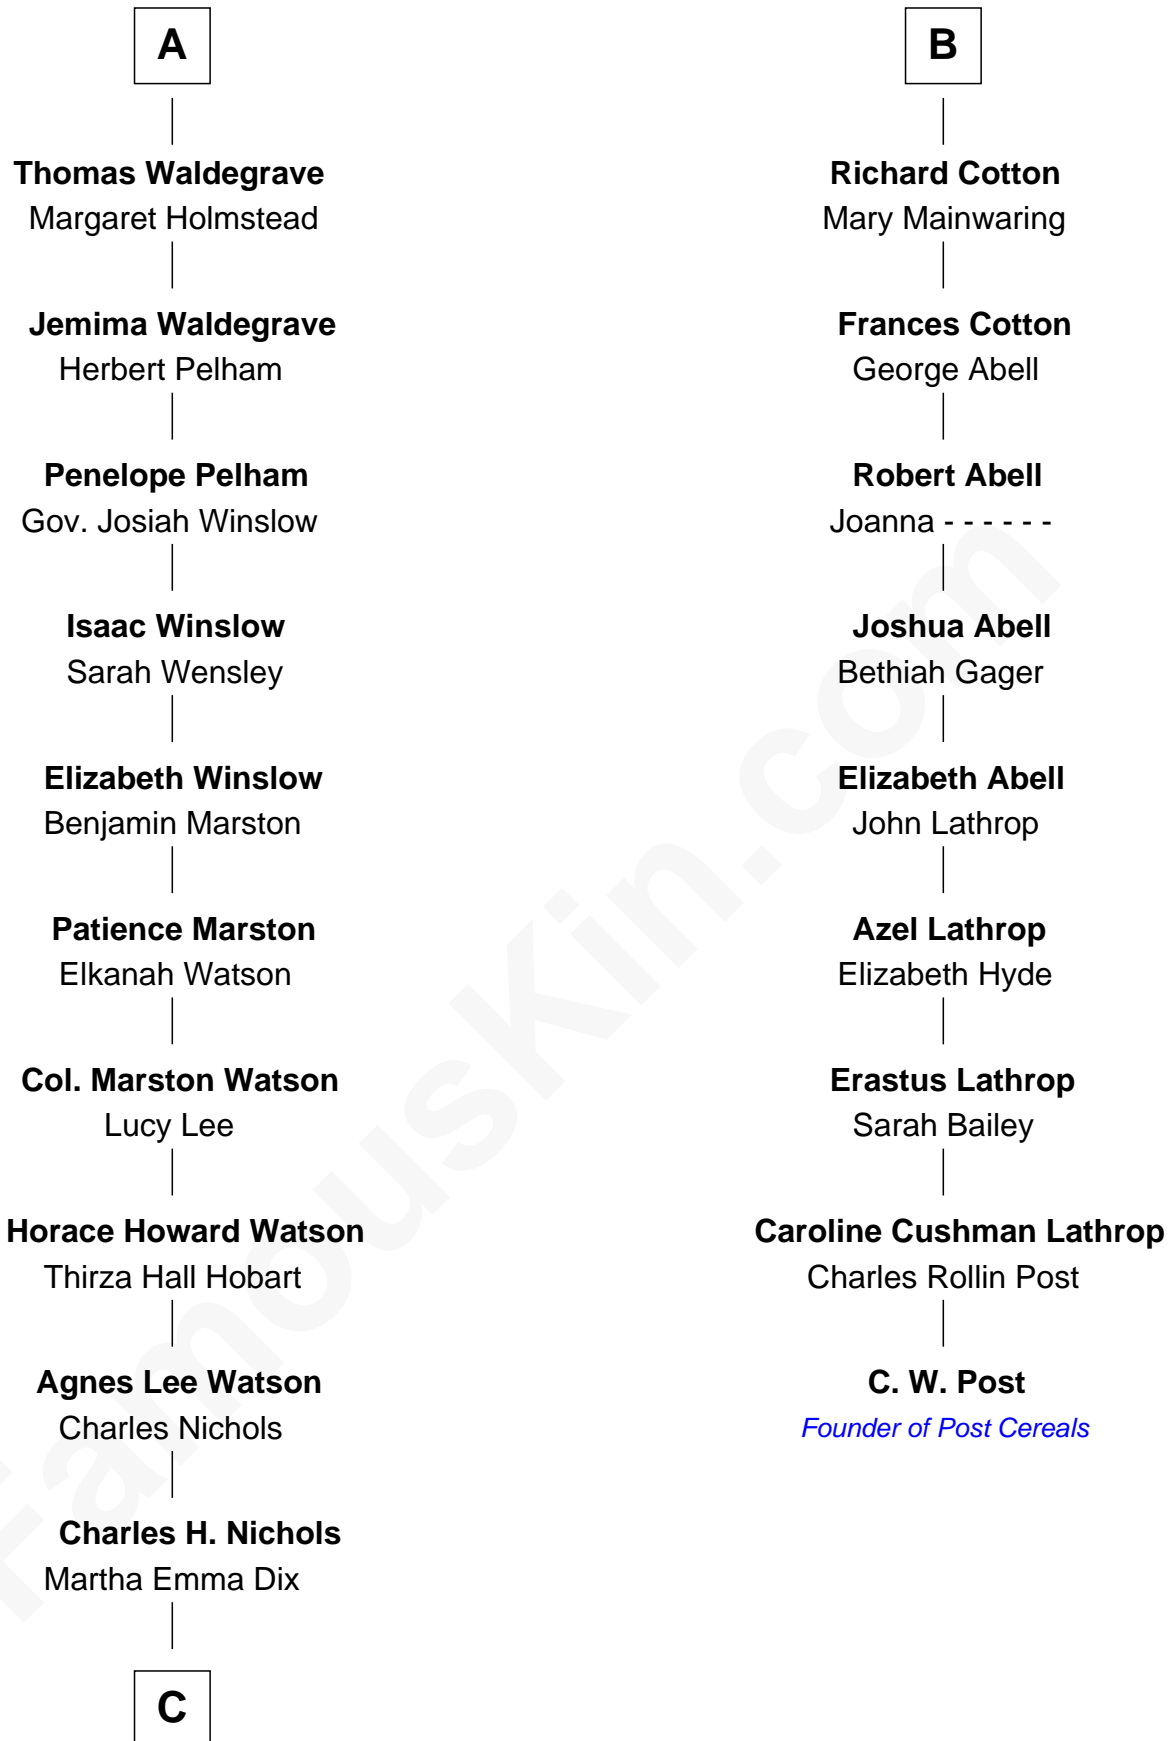 A
Thomas Waldegrave
Margaret Holmstead
Jemima Waldegrave
Herbert Pelham
Penelope Pelham
Gov. Josiah Winslow
Isaac Winslow
Sarah Wensley
Elizabeth Winslow
Benjamin Marston
Patience Marston
Elkanah Watson
Col. Marston Watson
Lucy Lee
Horace Howard Watson
Thirza Hall Hobart
Agnes Lee Watson
Charles Nichols
Charles H. Nichols
Martha Emma Dix
C
B
Richard Cotton
Mary Mainwaring
Frances Cotton
George Abell
Robert Abell
Joanna - - - - - -
Joshua Abell
Bethiah Gager
Elizabeth Abell
John Lathrop
Azel Lathrop
Elizabeth Hyde
Erastus Lathrop
Sarah Bailey
Caroline Cushman Lathrop
Charles Rollin Post
C. W. Post
Founder of Post Cereals
FamousKin.com